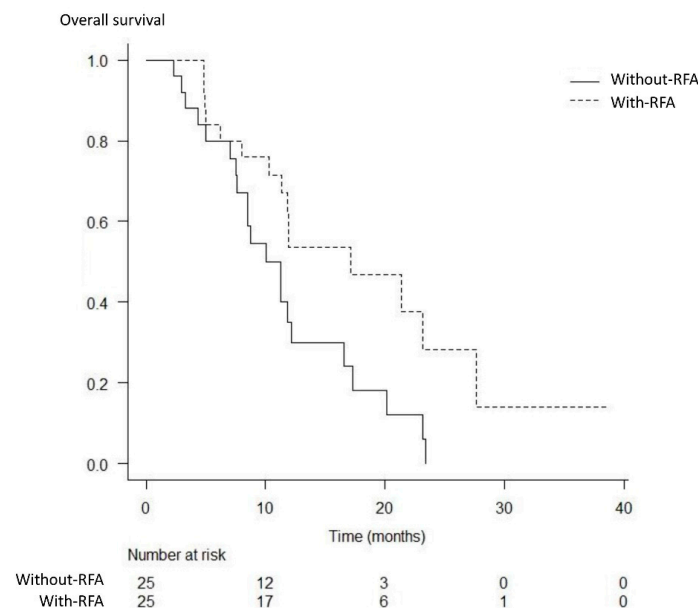 Overall survival
Without-RFA
With-RFA
1.0
0.8
0.6
0.4
0.2
0.0
0 10 20 30 40
Time (months)
Number at risk
Without-RFA 25 12 3 0 0
With-RFA 25 17 6 1 0